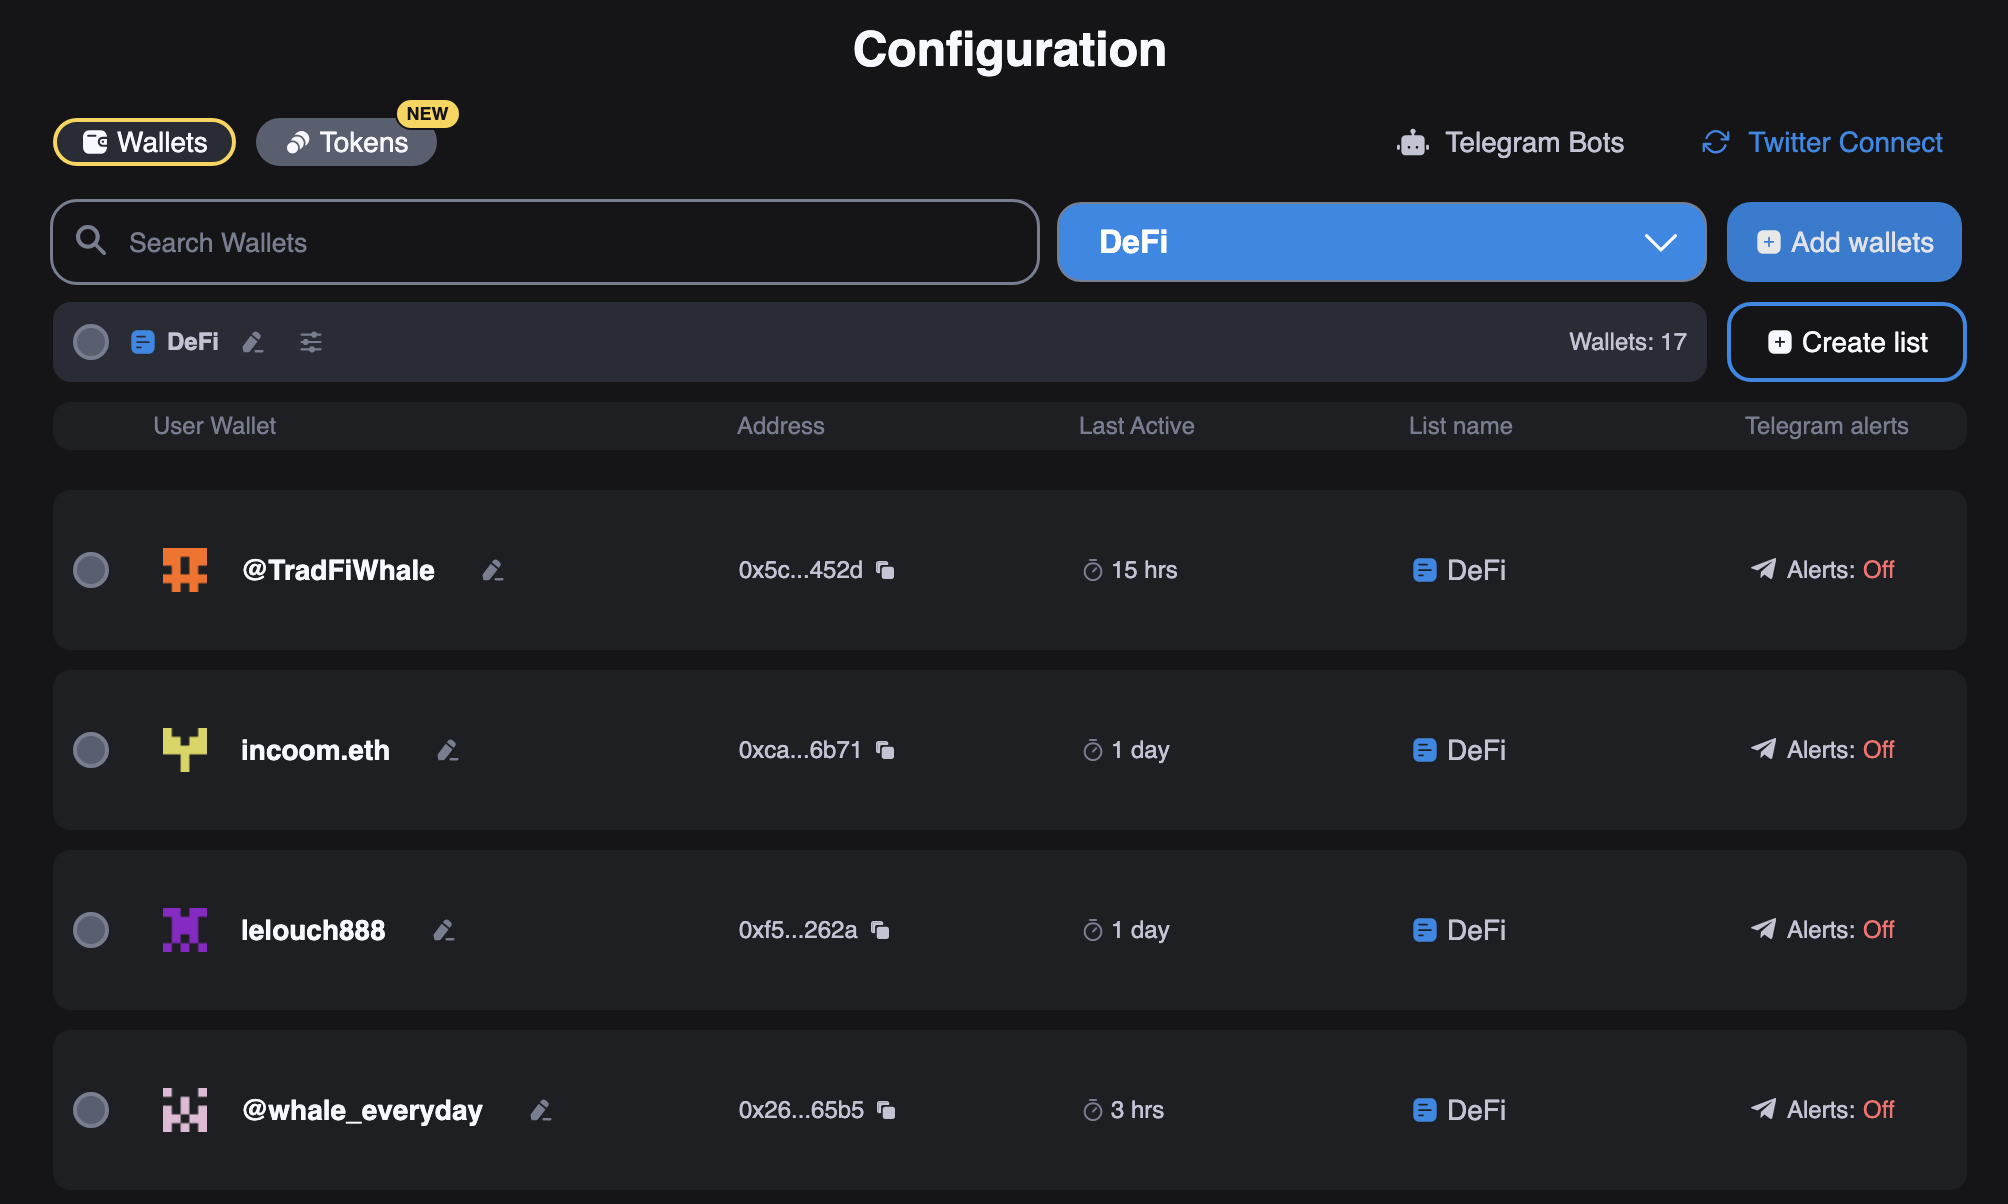 Configuration
Wallets
Tokens
NEW
Telegram Bots
Twitter Connect
Search Wallets
DeFi
Add wallets
DeFi
Wallets: 17
Create list
User Wallet Address Last Active List name Telegram alerts
@TradFiWhale 0x5c...452d 15 hrs DeFi Alerts: Off
incoom.eth 0xca...6b71 1 day DeFi Alerts: Off
lelouch888 0xf5...262a 1 day DeFi Alerts: Off
@whale_everyday 0x26...65b5 3 hrs DeFi Alerts: Off